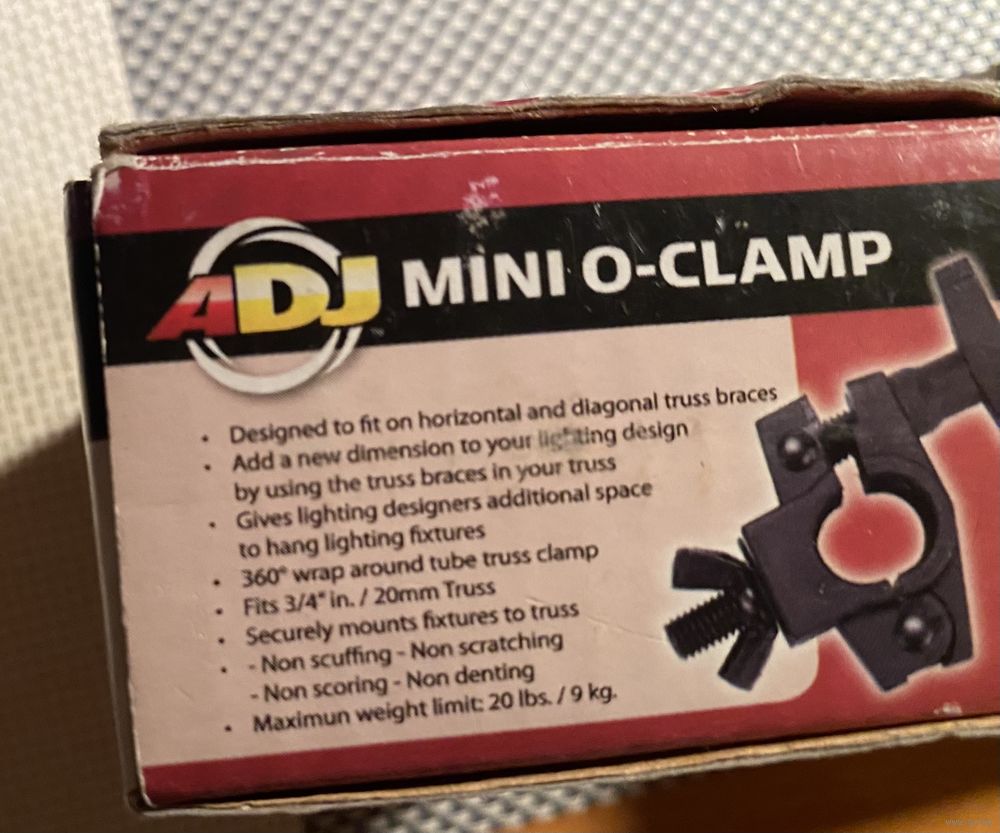 ADJ MINI O-CLAMP
• Designed to fit on horizontal and diagonal truss braces
• Add a new dimension to your lighting design
by using the truss braces in your truss
• Gives lighting designers additional space
to hang lighting fixtures
• 360° wrap around tube truss clamp
• Fits 3/4" in. / 20mm Truss
• Securely mounts fixtures to truss
• - Non scuffing - Non scratching
- Non scoring - Non denting
• Maximun weight limit: 20 lbs. / 9 kg.